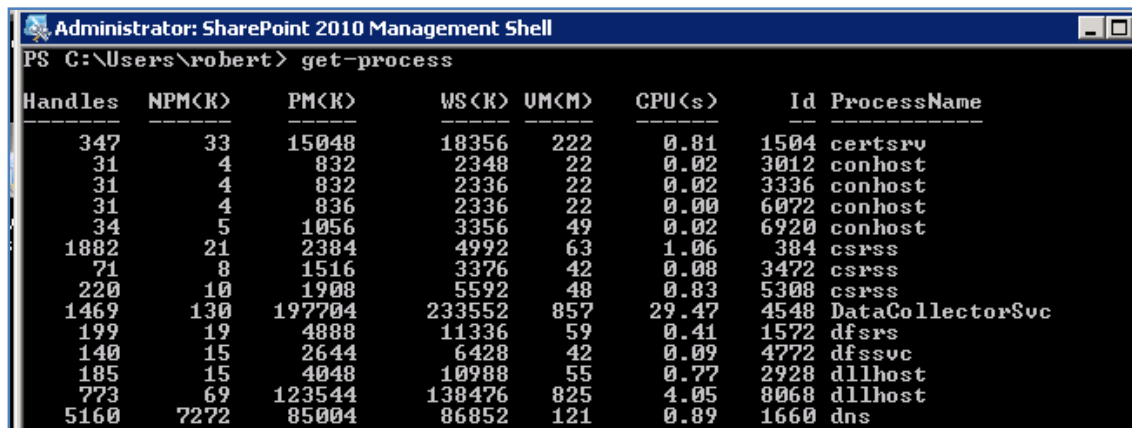 Administrator: SharePoint 2010 Management Shell
PS C:\Users\robert> get-process
Handles NPM(K) PM(K) WS(K) VM(M) CPU(s) Id ProcessName
------- ------ ----- ----- ----- ------ -- -----------
347 33 15048 18356 222 0.81 1504 certsrv
31 4 832 2348 22 0.02 3012 conhost
31 4 832 2336 22 0.02 3336 conhost
31 4 836 2336 22 0.00 6072 conhost
34 5 1056 3356 49 0.02 6920 conhost
1882 21 2384 4992 63 1.06 384 csrss
71 8 1516 3376 42 0.08 3472 csrss
220 10 1908 5592 48 0.83 5308 csrss
1469 130 197704 233552 857 29.47 4548 DataCollectorSvc
199 19 4888 11336 59 0.41 1572 dfsrs
140 15 2644 6428 42 0.09 4772 dfssvc
185 15 4048 10988 55 0.77 2928 dllhost
773 69 123544 138476 825 4.05 8068 dllhost
5160 7272 85004 86852 121 0.89 1660 dns